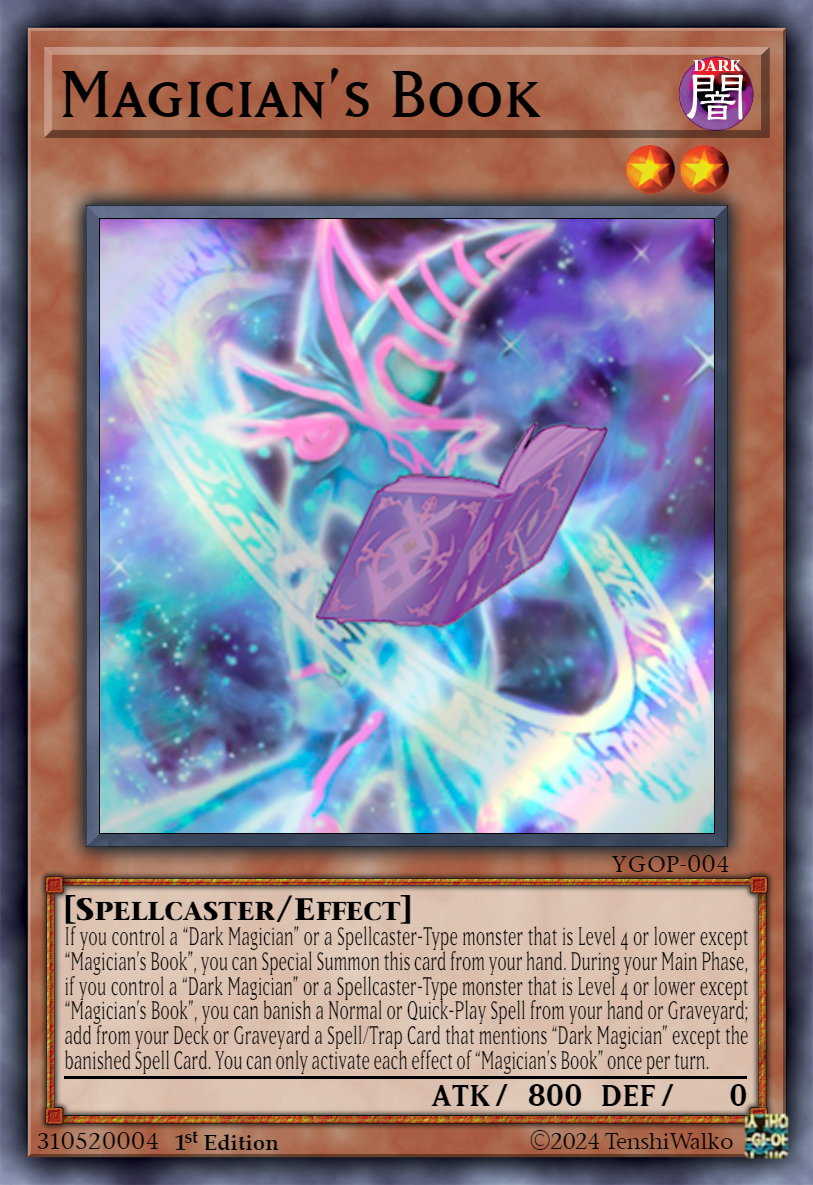 Magician's Book
DARK
闇
YGOP-004
[Spellcaster/Effect]
If you control a “Dark Magician” or a Spellcaster-Type monster that is Level 4 or lower except
“Magician's Book”, you can Special Summon this card from your hand. During your Main Phase,
if you control a “Dark Magician” or a Spellcaster-Type monster that is Level 4 or lower except
“Magician's Book”, you can banish a Normal or Quick-Play Spell from your hand or Graveyard;
add from your Deck or Graveyard a Spell/Trap Card that mentions “Dark Magician” except the
banished Spell Card. You can only activate each effect of “Magician's Book” once per turn.
ATK/ 800 DEF/ 0
310520004 1st Edition ©2024 TenshiWalko